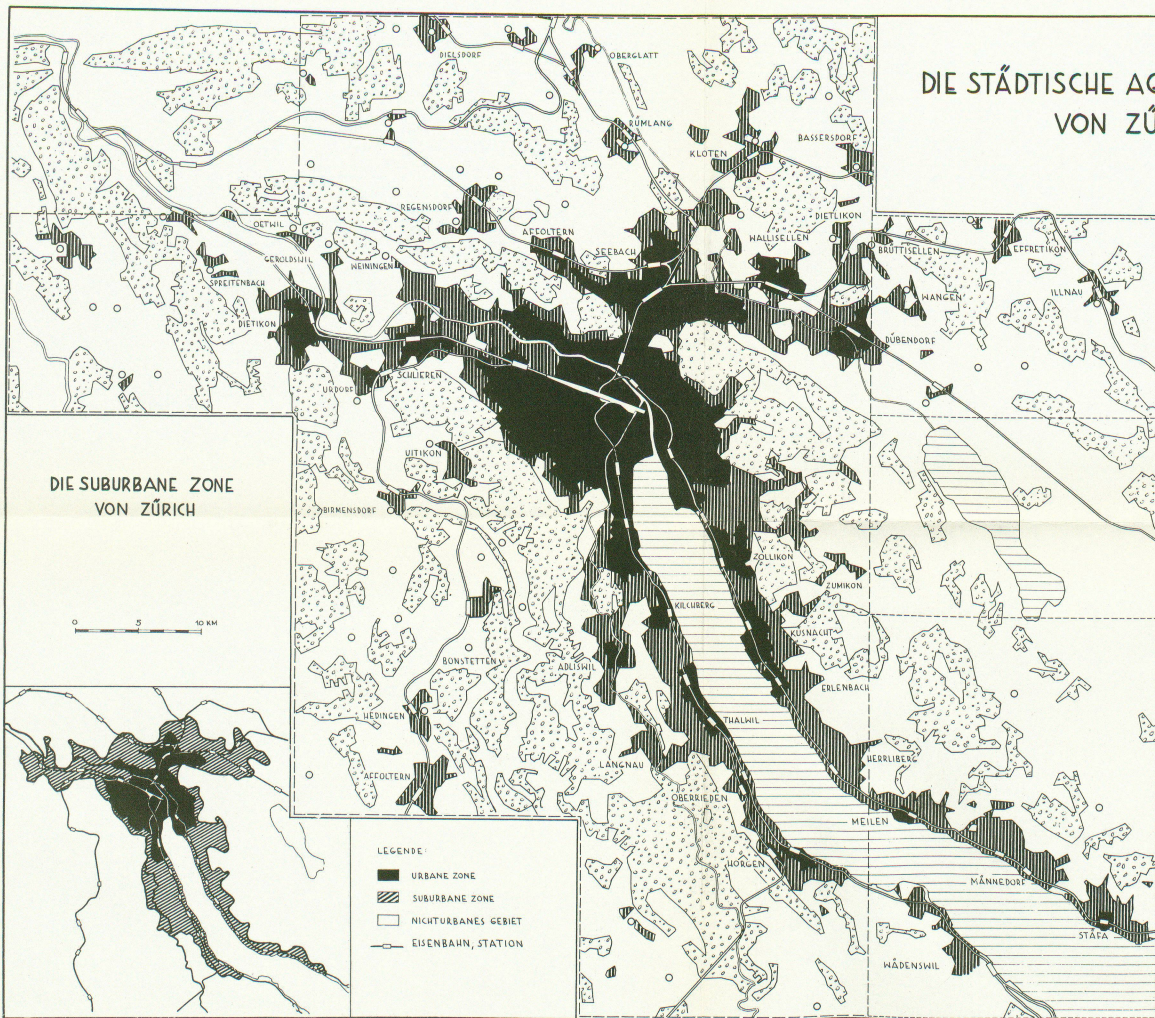 DIE STÄDTISCHE AG
VON ZÜ
DIELSDORF
OBERGLATT
RÜMLANG
KLOTEN
BASSERSDORF
REGENSDORF
OETWIL
AFFOLTERN
SEEBACH
WALLISELLEN
DIETLIKON
BRÜTTISELLEN
EFFRETIKON
GEROLDSWIL
WEININGEN
SPREITENBACH
WANGEN
ILLNAU
DIETIKON
DÜBENDORF
SCHLIEREN
URDORF
UITIKON
BIRMENSDORF
DIE SUBURBANE ZONE
VON ZÜRICH
0 5 10 KM
ZOLLIKON
ZUMIKON
KILCHBERG
KÜSNACHT
BONSTETTEN
ADLISWIL
ERLENBACH
HEDINGEN
THALWIL
LANGNAU
HERRLIBERG
AFFOLTERN
OBERRIEDEN
MEILEN
HORGEN
MÄNNEDORF
STÄFA
WÄDENSWIL
LEGENDE:
URBANE ZONE
SUBURBANE ZONE
NICHTURBANES GEBIET
EISENBAHN, STATION